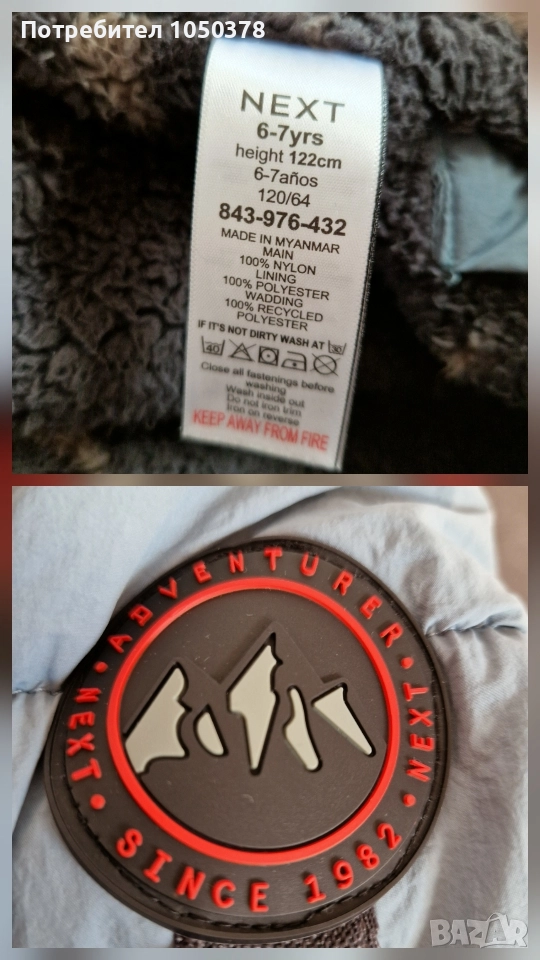 Потребител 1050378
NEXT
6-7yrs
height 122cm
6-7años
120/64
843-976-432
MADE IN MYANMAR
MAIN
100% NYLON
LINING
100% POLYESTER
WADDING
100% RECYCLED
POLYESTER
IF IT'S NOT DIRTY WASH AT 30
40
Close all fastenings before
washing
Wash inside out
Do not iron trim
Iron on reverse
KEEP AWAY FROM FIRE
• ADVENTURER •
NEXT • SINCE 1982 • NEXT
BAZAR